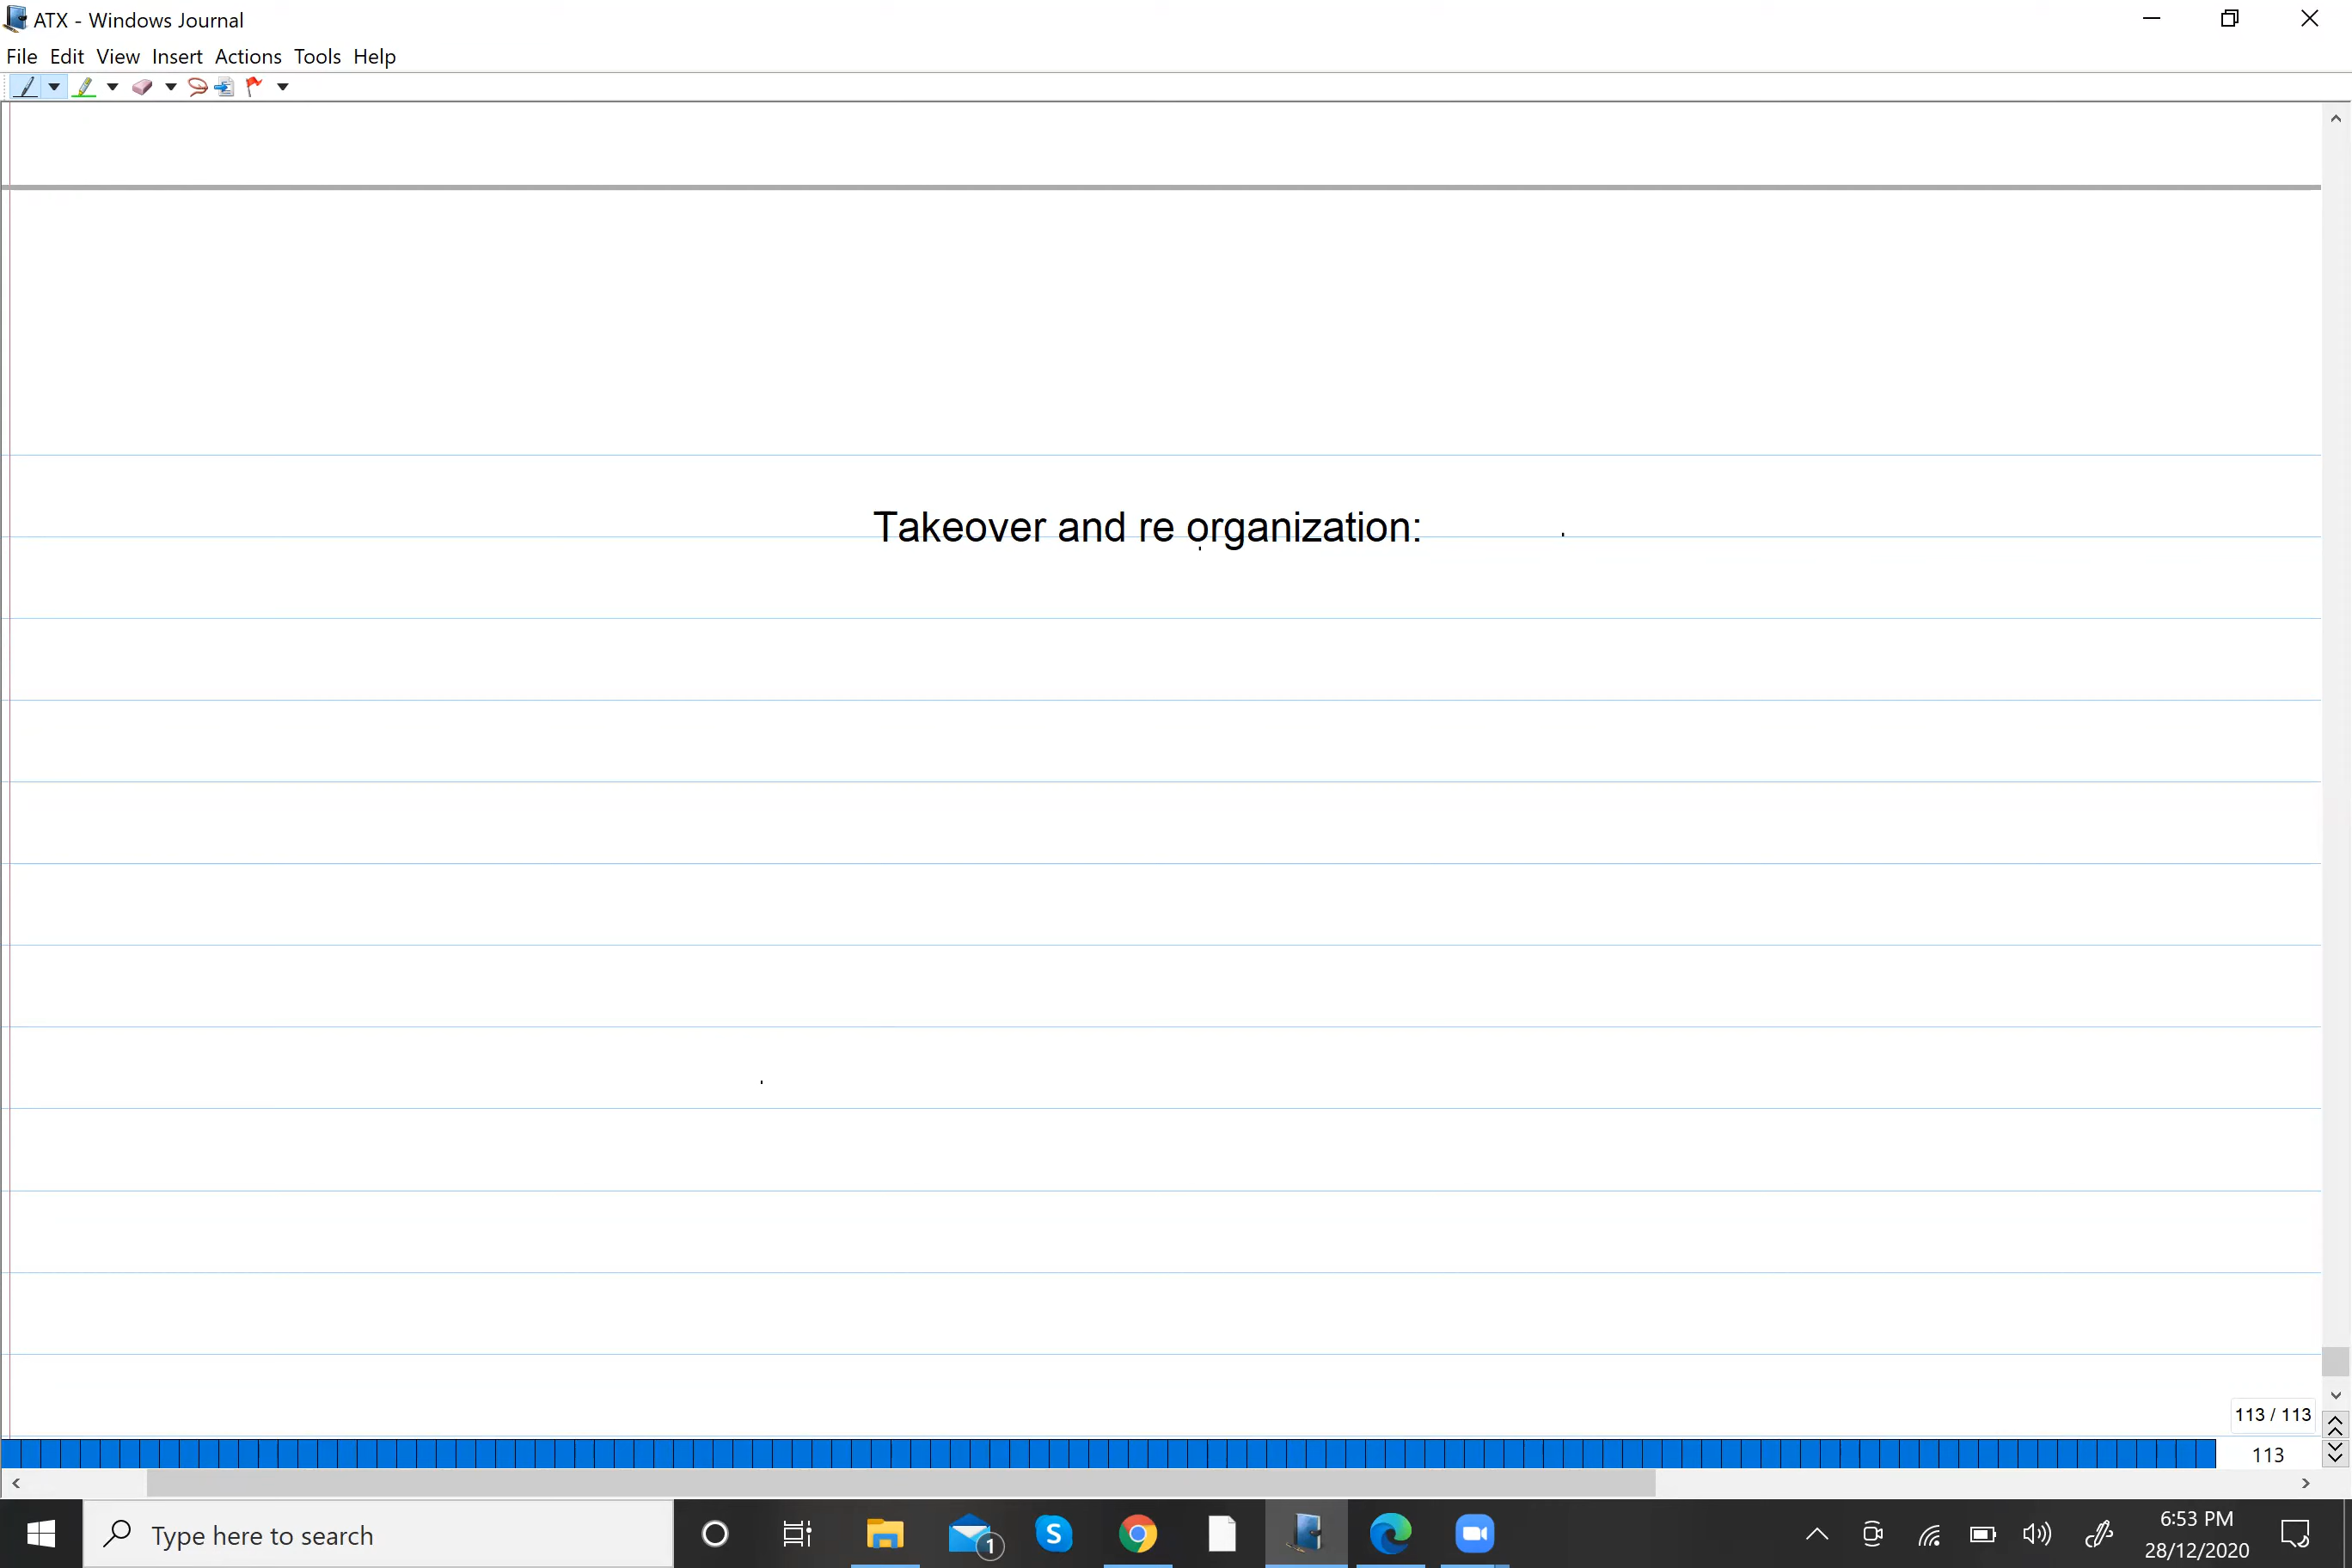 ATX - Windows Journal
File Edit View Insert Actions Tools Help
Takeover and re organization:
113 / 113
113
Type here to search
1
S
6:53 PM
28/12/2020